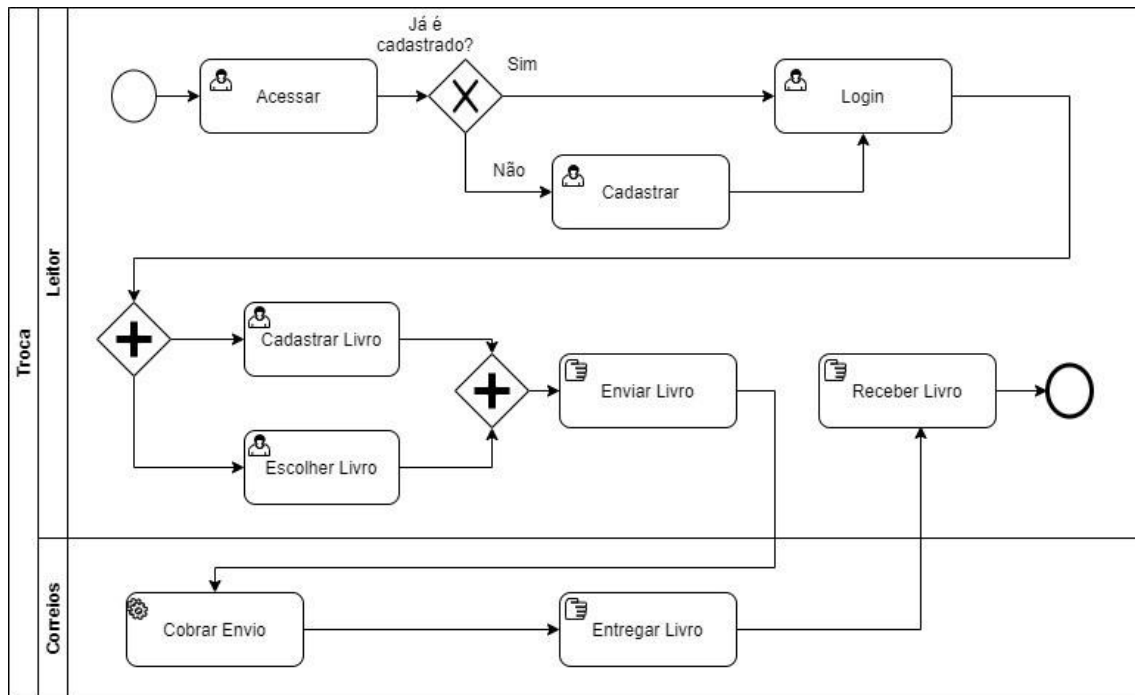 Troca
Leitor
Já é
cadastrado?
Acessar
Sim
Login
Não
Cadastrar
Cadastrar Livro
Enviar Livro
Receber Livro
Escolher Livro
Correios
Cobrar Envio
Entregar Livro